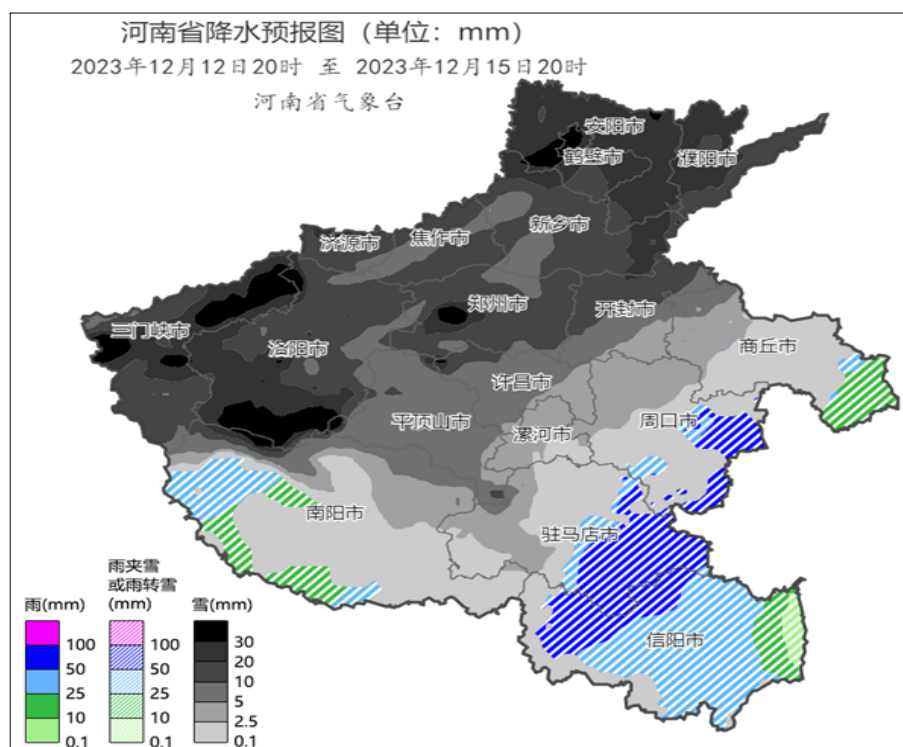 河南省降水预报图（单位：mm）
2023年12月12日20时 至 2023年12月15日20时
河南省气象台
安阳市
鹤壁市
濮阳市
济源市
焦作市
新乡市
三门峡市
洛阳市
郑州市
开封市
商丘市
许昌市
平顶山市
漯河市
周口市
南阳市
驻马店市
信阳市
雨(mm)
100
50
25
10
0.1
雨夹雪
或雨转雪
(mm)
100
50
25
10
0.1
雪(mm)
30
20
10
5
2.5
0.1